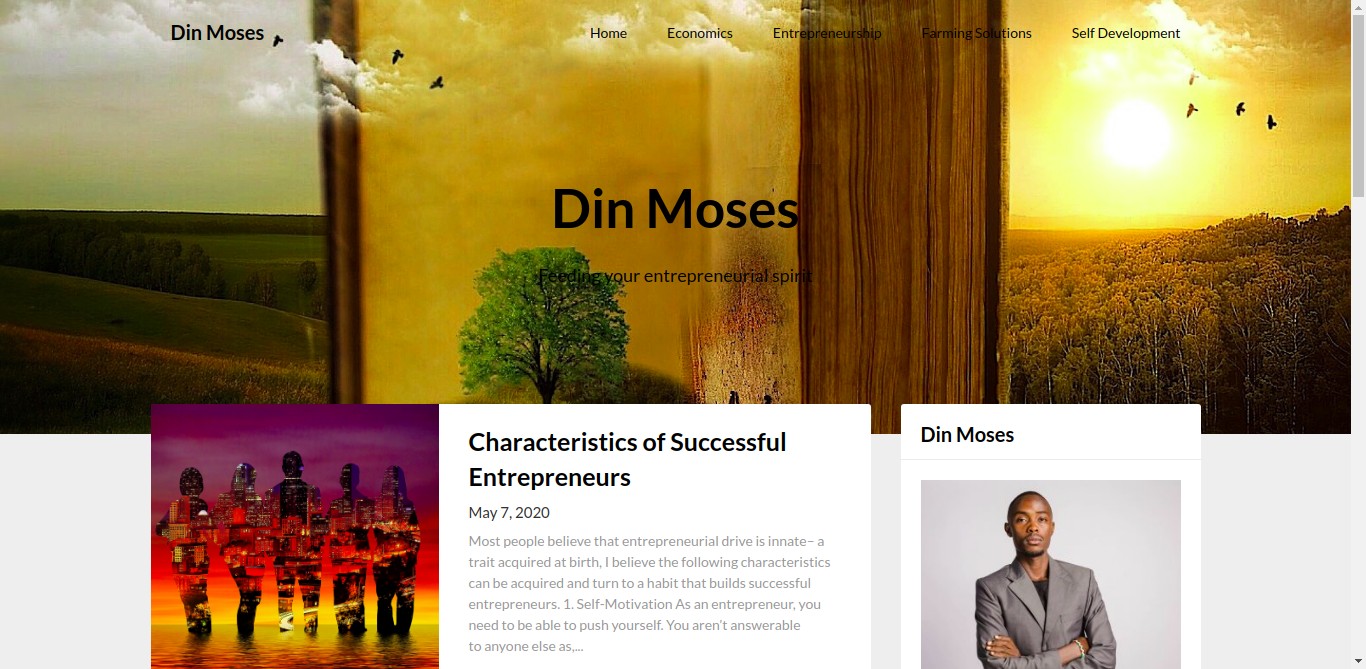 Din Moses
Home
Economics
Entrepreneurship
Farming Solutions
Self Development
Din Moses
Feeding your entrepreneurial spirit
Characteristics of Successful
Entrepreneurs
May 7, 2020
Most people believe that entrepreneurial drive is innate– a
trait acquired at birth, I believe the following characteristics
can be acquired and turn to a habit that builds successful
entrepreneurs. 1. Self-Motivation As an entrepreneur, you
need to be able to push yourself. You aren’t answerable
to anyone else as,...
Din Moses